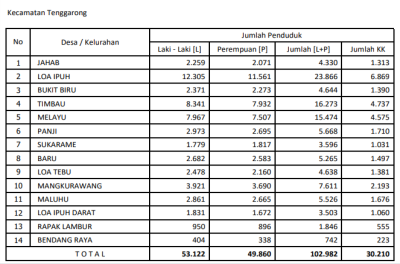 Kecamatan Tenggarong
No Desa / Kelurahan Jumlah Penduduk
Laki - Laki [L] Perempuan [P] Jumlah [L+P] Jumlah KK
1 JAHAB 2.259 2.071 4.330 1.313
2 LOA IPUH 12.305 11.561 23.866 6.869
3 BUKIT BIRU 2.371 2.273 4.644 1.390
4 TIMBAU 8.341 7.932 16.273 4.737
5 MELAYU 7.967 7.507 15.474 4.575
6 PANJI 2.973 2.695 5.668 1.710
7 SUKARAME 1.779 1.817 3.596 1.031
8 BARU 2.682 2.583 5.265 1.497
9 LOA TEBU 2.478 2.160 4.638 1.381
10 MANGKURAWANG 3.921 3.690 7.611 2.193
11 MALUHU 2.861 2.665 5.526 1.676
12 LOA IPUH DARAT 1.831 1.672 3.503 1.060
13 RAPAK LAMBUR 950 896 1.846 555
14 BENDANG RAYA 404 338 742 223
T O T A L 53.122 49.860 102.982 30.210